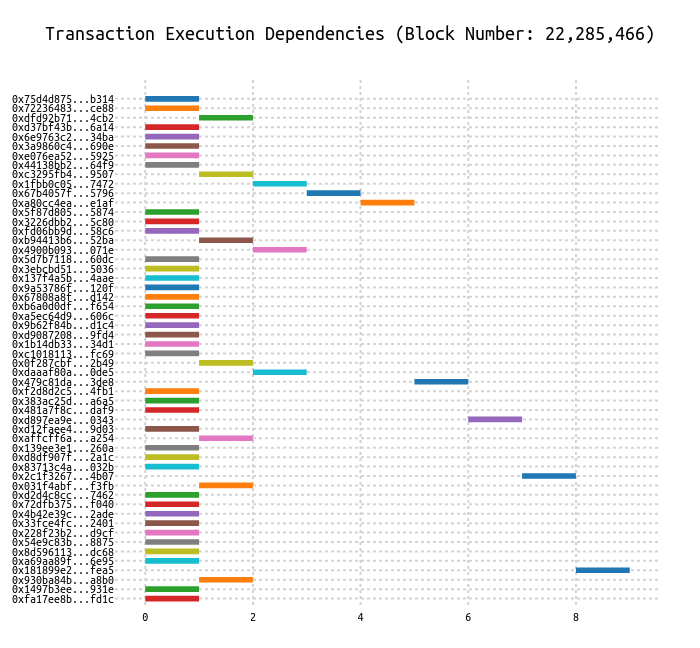 Transaction Execution Dependencies (Block Number: 22,285,466)
0x75d4d875...b314
0x72236483...ce88
0xdfd92b71...4cb2
0xd37bf43b...6a14
0x6e9763c2...34ba
0x3a9860c4...690e
0xe076ea52...5925
0x44138bb2...64f9
0xc3295fb4...9507
0x1fbb0c05...7472
0x67b4057f...5796
0xa80cc4ea...e1af
0x5f87d805...5874
0x3226dbb2...5c80
0xfd06bb9d...58c6
0xb94413b6...52ba
0x4900b093...071e
0x5d7b7118...60dc
0x3ebcbd51...5036
0x137f4a5b...4aae
0x9a53786f...120f
0x67808a8f...d142
0xb6a0d0df...f654
0xa5ec64d9...606c
0x9b62f84b...d1c4
0xd9087208...9fd4
0x1b14db33...34d1
0xc1018113...fc69
0x0f287cbf...2b49
0xdaaaf80a...0de5
0x479c81da...3de8
0xf2d8d2c5...4fb1
0x383ac25d...a6a5
0x481a7f8c...daf9
0xd897ea9e...0343
0xd12faee4...9d03
0xaffcff6a...a254
0x139ee3e1...260a
0xd8df907f...2a1c
0x83713c4a...032b
0x2c1f3267...4b07
0x031f4abf...f3fb
0xd2d4c8cc...7462
0x72dfb375...f040
0x4b42e39c...2ade
0x33fce4fc...2401
0x228f23b2...d9cf
0x54e9c83b...8875
0x8d596113...dc68
0xa69aa89f...6e95
0x181899e2...fea5
0x930ba84b...a8b0
0x1497b3ee...931e
0xfa17ee8b...fd1c
0 2 4 6 8